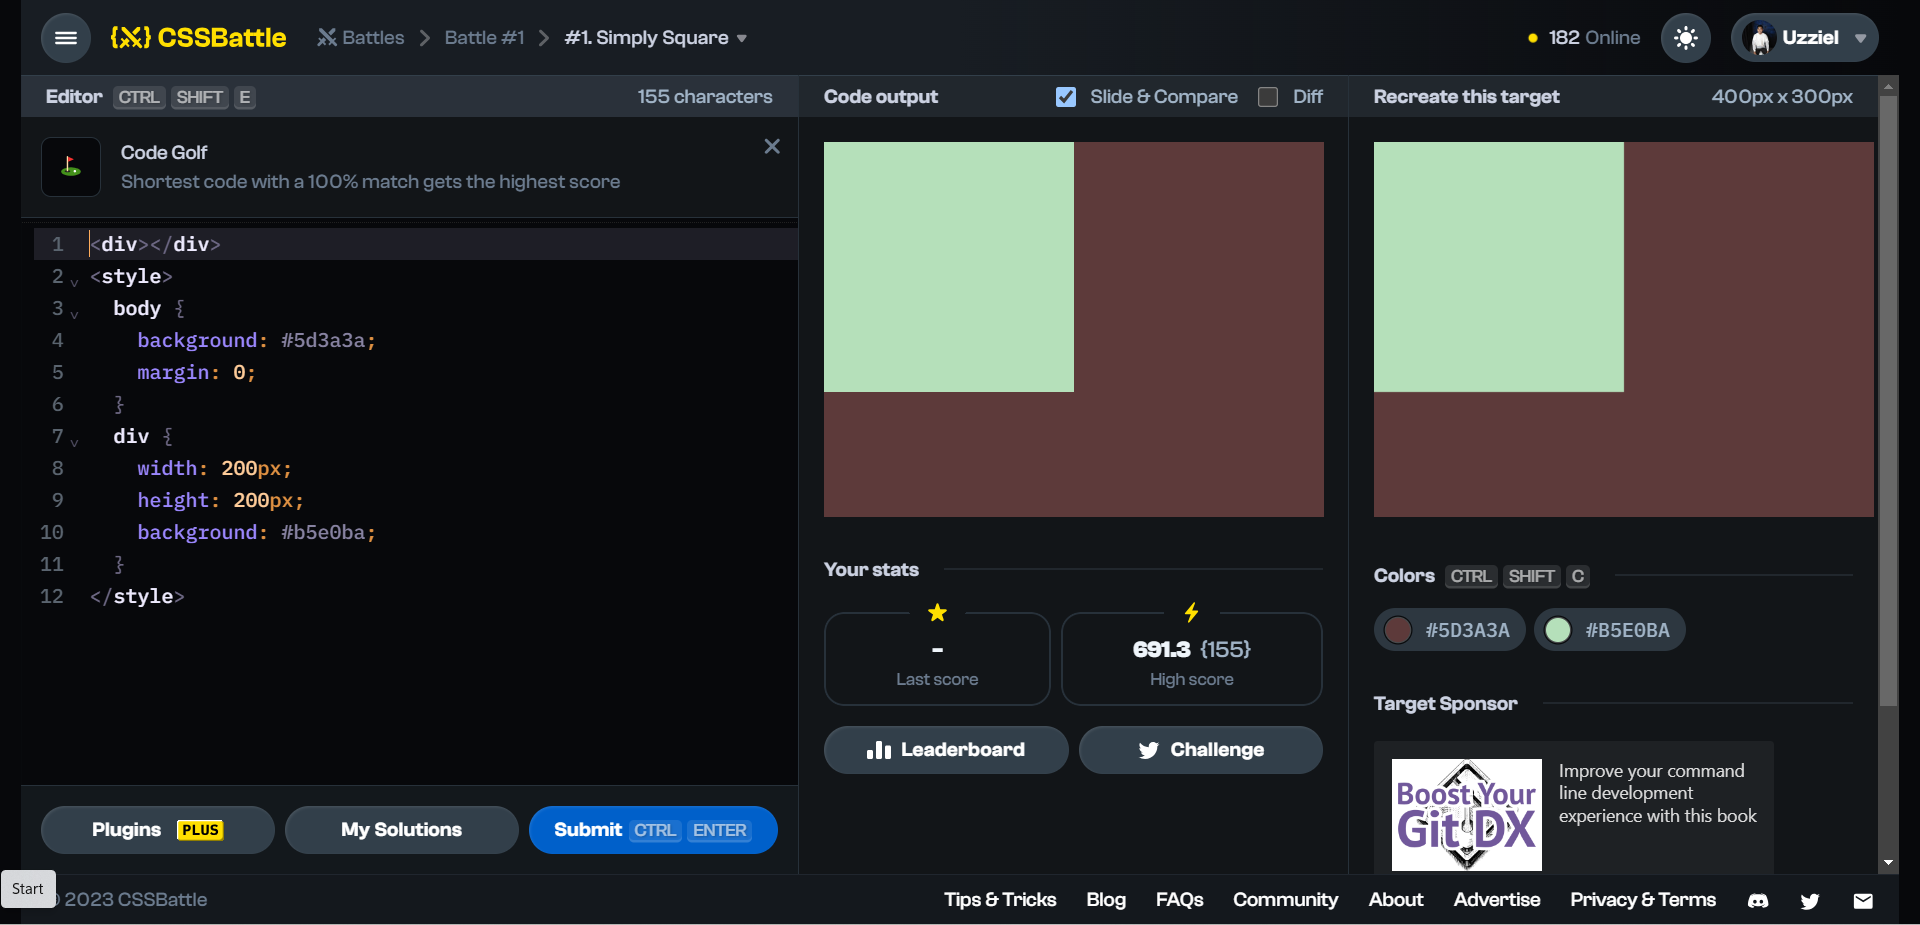 {X} CSSBattle
Battles
Battle #1
#1. Simply Square
182 Online
Uzziel
Editor CTRL SHIFT E
155 characters
Code output
Slide & Compare
Diff
Recreate this target
400px x 300px
Code Golf
Shortest code with a 100% match gets the highest score
1 <div></div>
2 <style>
3 body {
4 background: #5d3a3a;
5 margin: 0;
6 }
7 div {
8 width: 200px;
9 height: 200px;
10 background: #b5e0ba;
11 }
12 </style>
Your stats
-
Last score
691.3 {155}
High score
Leaderboard
Challenge
Colors CTRL SHIFT C
#5D3A3A
#B5E0BA
Target Sponsor
Boost Your
Git DX
Improve your command
line development
experience with this book
Plugins PLUS
My Solutions
Submit CTRL ENTER
Start
2023 CSSBattle
Tips & Tricks
Blog
FAQs
Community
About
Advertise
Privacy & Terms